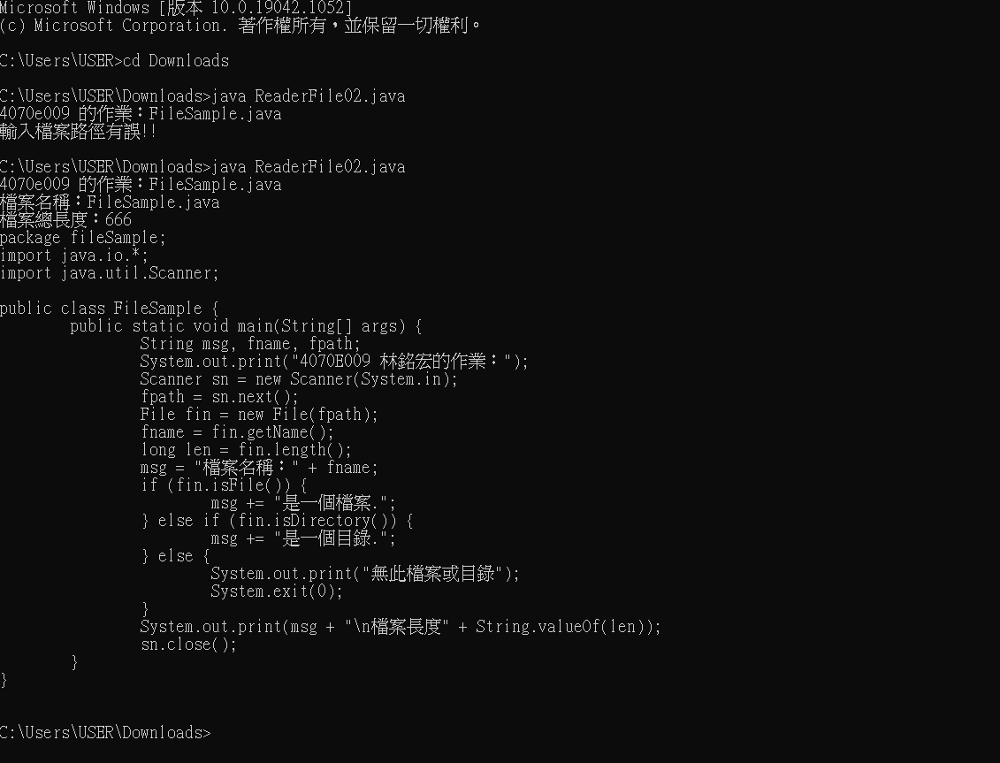 Microsoft Windows [版本 10.0.19042.1052]
(c) Microsoft Corporation. 著作權所有，並保留一切權利。
C:\Users\USER>cd Downloads
C:\Users\USER\Downloads>java ReaderFile02.java
4070e009 的作業：FileSample.java
輸入檔案路徑有誤!!
C:\Users\USER\Downloads>java ReaderFile02.java
4070e009 的作業：FileSample.java
檔案名稱：FileSample.java
檔案總長度：666
package fileSample;
import java.io.*;
import java.util.Scanner;
public class FileSample {
        public static void main(String[] args) {
                String msg, fname, fpath;
                System.out.print("4070E009 林銘宏的作業：");
                Scanner sn = new Scanner(System.in);
                fpath = sn.next();
                File fin = new File(fpath);
                fname = fin.getName();
                long len = fin.length();
                msg = "檔案名稱：" + fname;
                if (fin.isFile()) {
                        msg += "是一個檔案.";
                } else if (fin.isDirectory()) {
                        msg += "是一個目錄.";
                } else {
                        System.out.print("無此檔案或目錄");
                        System.exit(0);
                }
                System.out.print(msg + "\n檔案長度" + String.valueOf(len));
                sn.close();
        }
}
C:\Users\USER\Downloads>